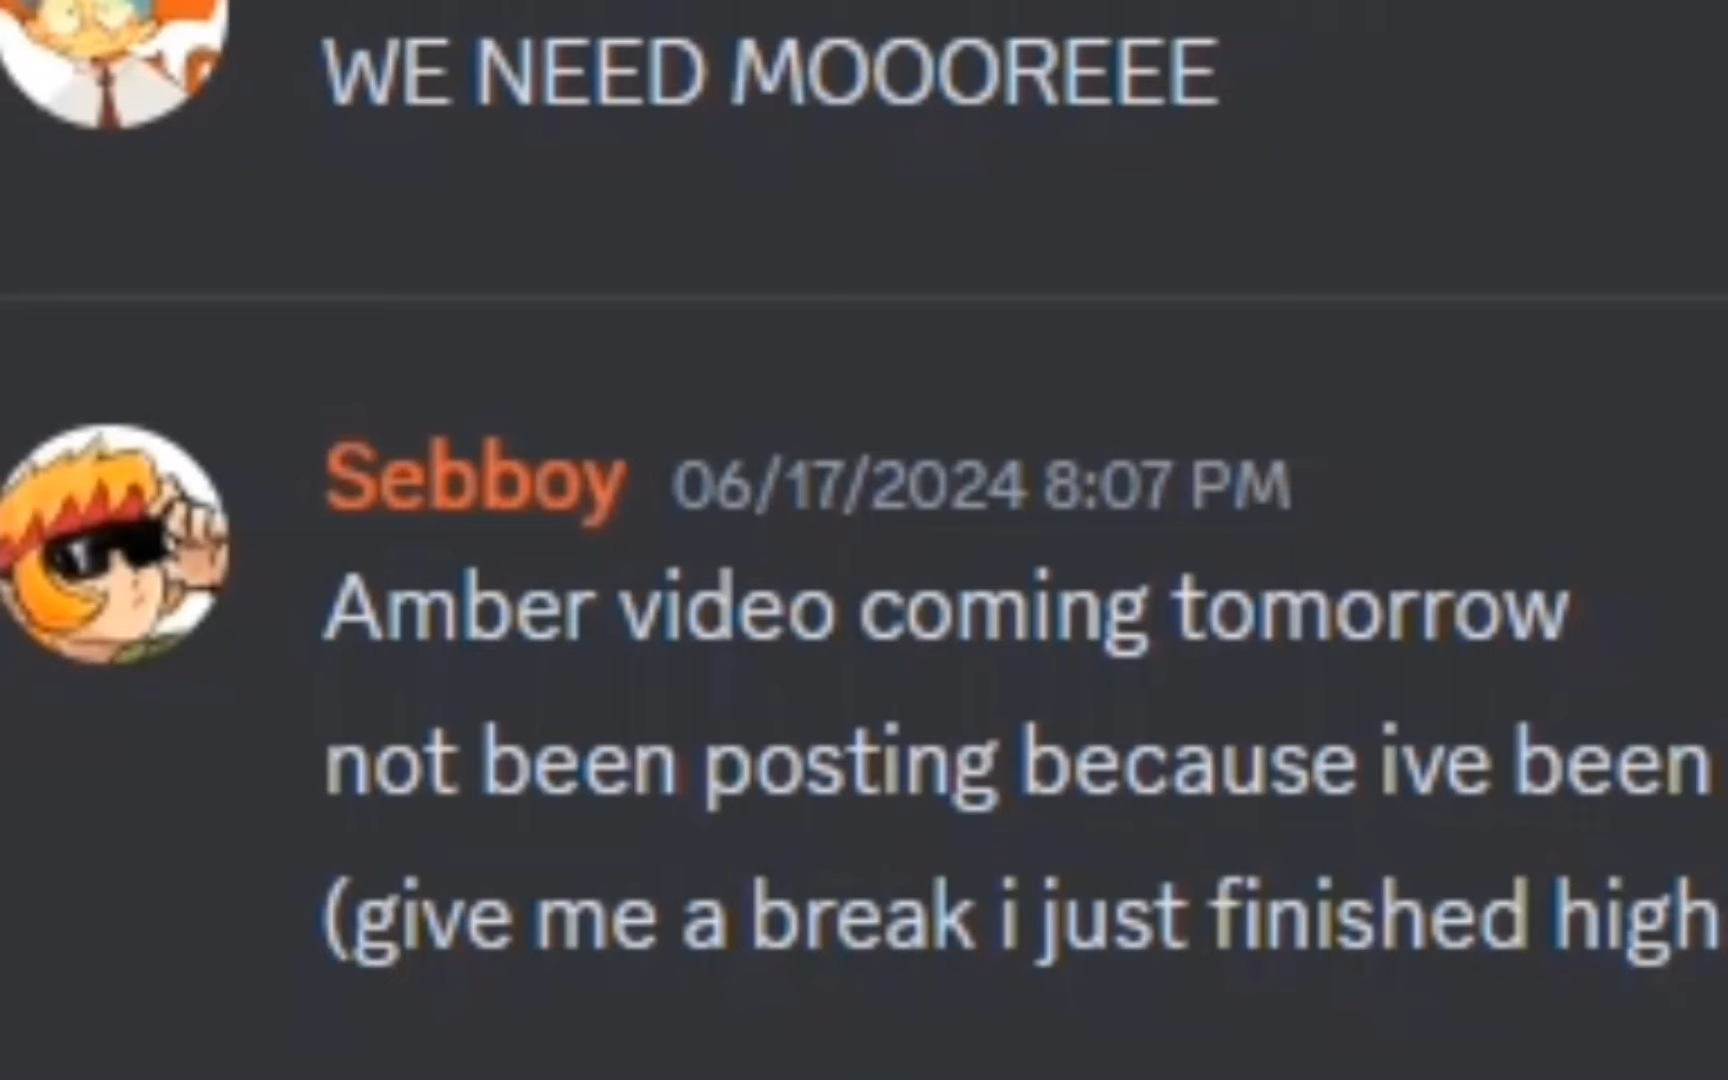 WE NEED MOOOREEE
Sebboy 06/17/2024 8:07 PM
Amber video coming tomorrow
not been posting because ive been
(give me a break i just finished high